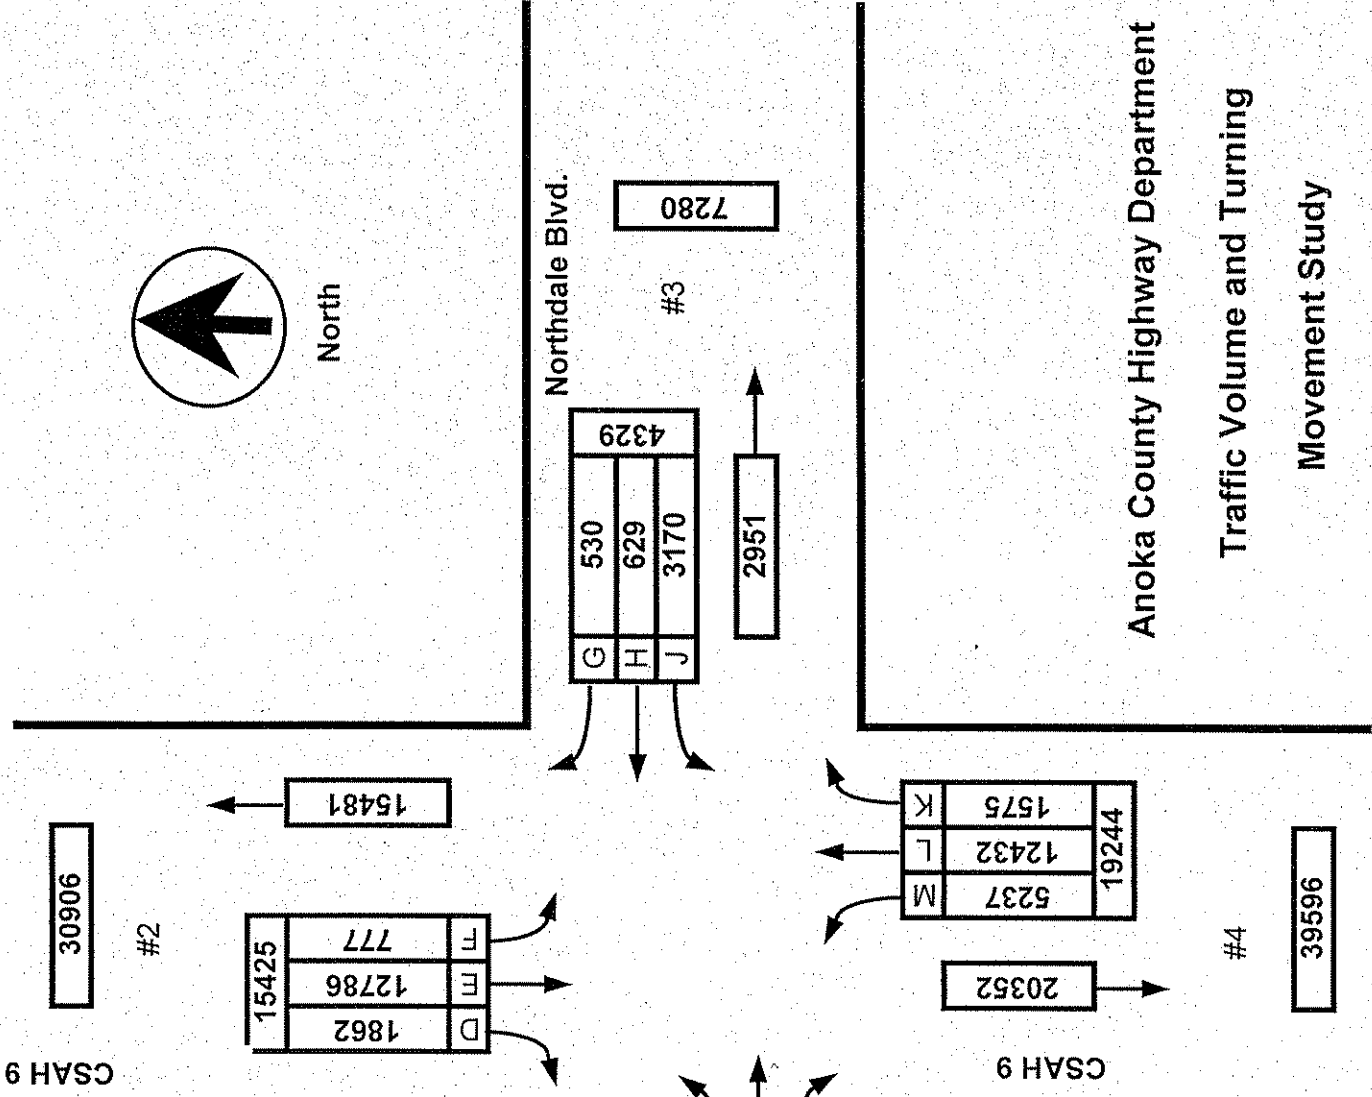 CSAH 9
30906
#2
15425
D 1862
E 12786
F 777
15481
North
Northdale Blvd.
G 530
H 629
J 3170
4329
2951
#3
7280
M 5237
L 12432
K 1575
19244
20352
#4
39596
CSAH 9
Anoka County Highway Department
Traffic Volume and Turning
Movement Study